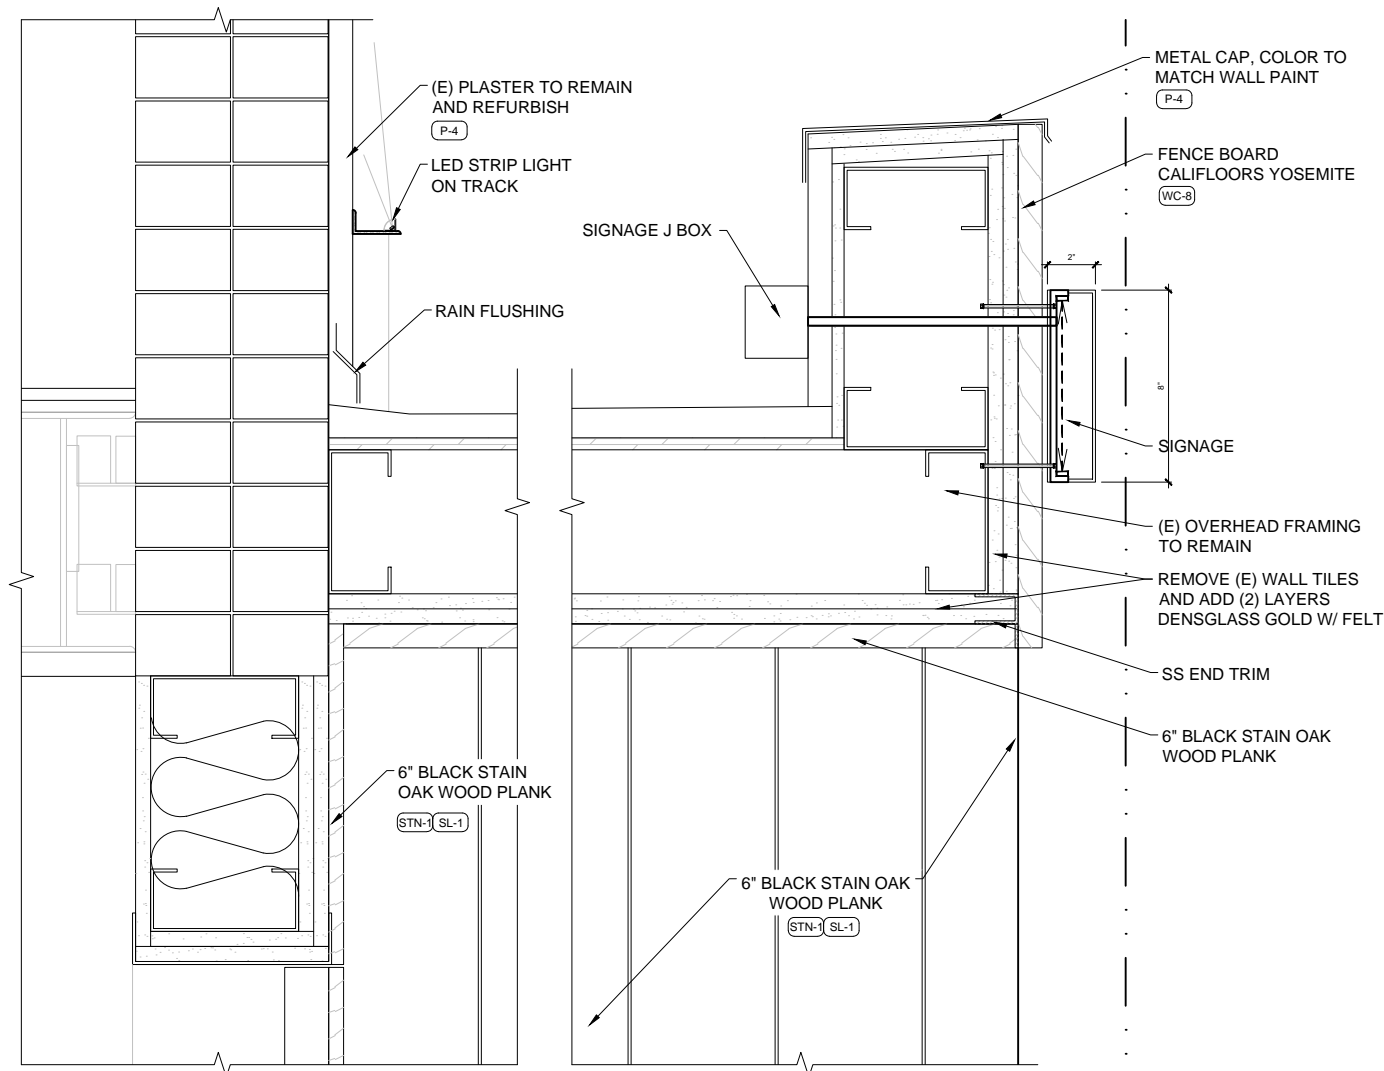 (E) PLASTER TO REMAIN
AND REFURBISH
P-4
LED STRIP LIGHT
ON TRACK
SIGNAGE J BOX
RAIN FLUSHING
METAL CAP, COLOR TO
MATCH WALL PAINT
P-4
FENCE BOARD
CALIFLOORS YOSEMITE
WC-8
2"
8"
SIGNAGE
(E) OVERHEAD FRAMING
TO REMAIN
REMOVE (E) WALL TILES
AND ADD (2) LAYERS
DENSGLASS GOLD W/ FELT
SS END TRIM
6" BLACK STAIN OAK
WOOD PLANK
6" BLACK STAIN
OAK WOOD PLANK
STN-1 SL-1
6" BLACK STAIN OAK
WOOD PLANK
STN-1 SL-1